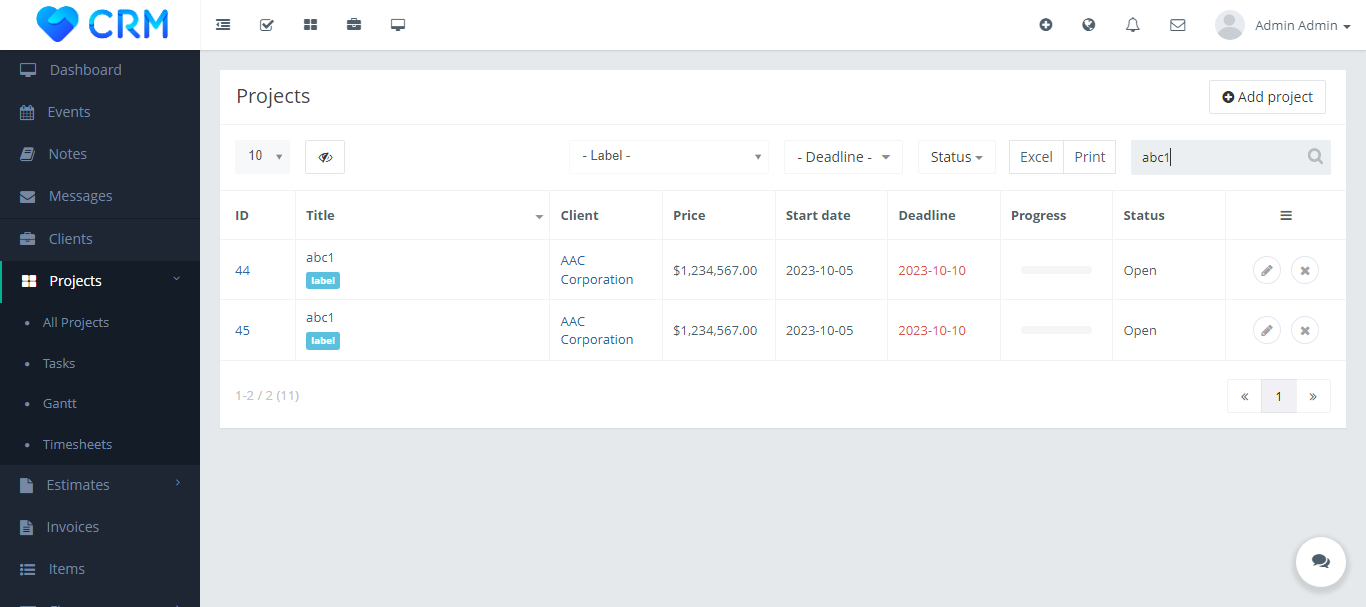 CRM
Admin Admin
Dashboard
Events
Notes
Messages
Clients
Projects
All Projects
Tasks
Gantt
Timesheets
Estimates
Invoices
Items
Projects
Add project
10
- Label -
- Deadline -
Status
Excel
Print
abc1
ID Title Client Price Start date Deadline Progress Status
44 abc1 label AAC Corporation $1,234,567.00 2023-10-05 2023-10-10 Open
45 abc1 label AAC Corporation $1,234,567.00 2023-10-05 2023-10-10 Open
1-2 / 2 (11)
« 1 »